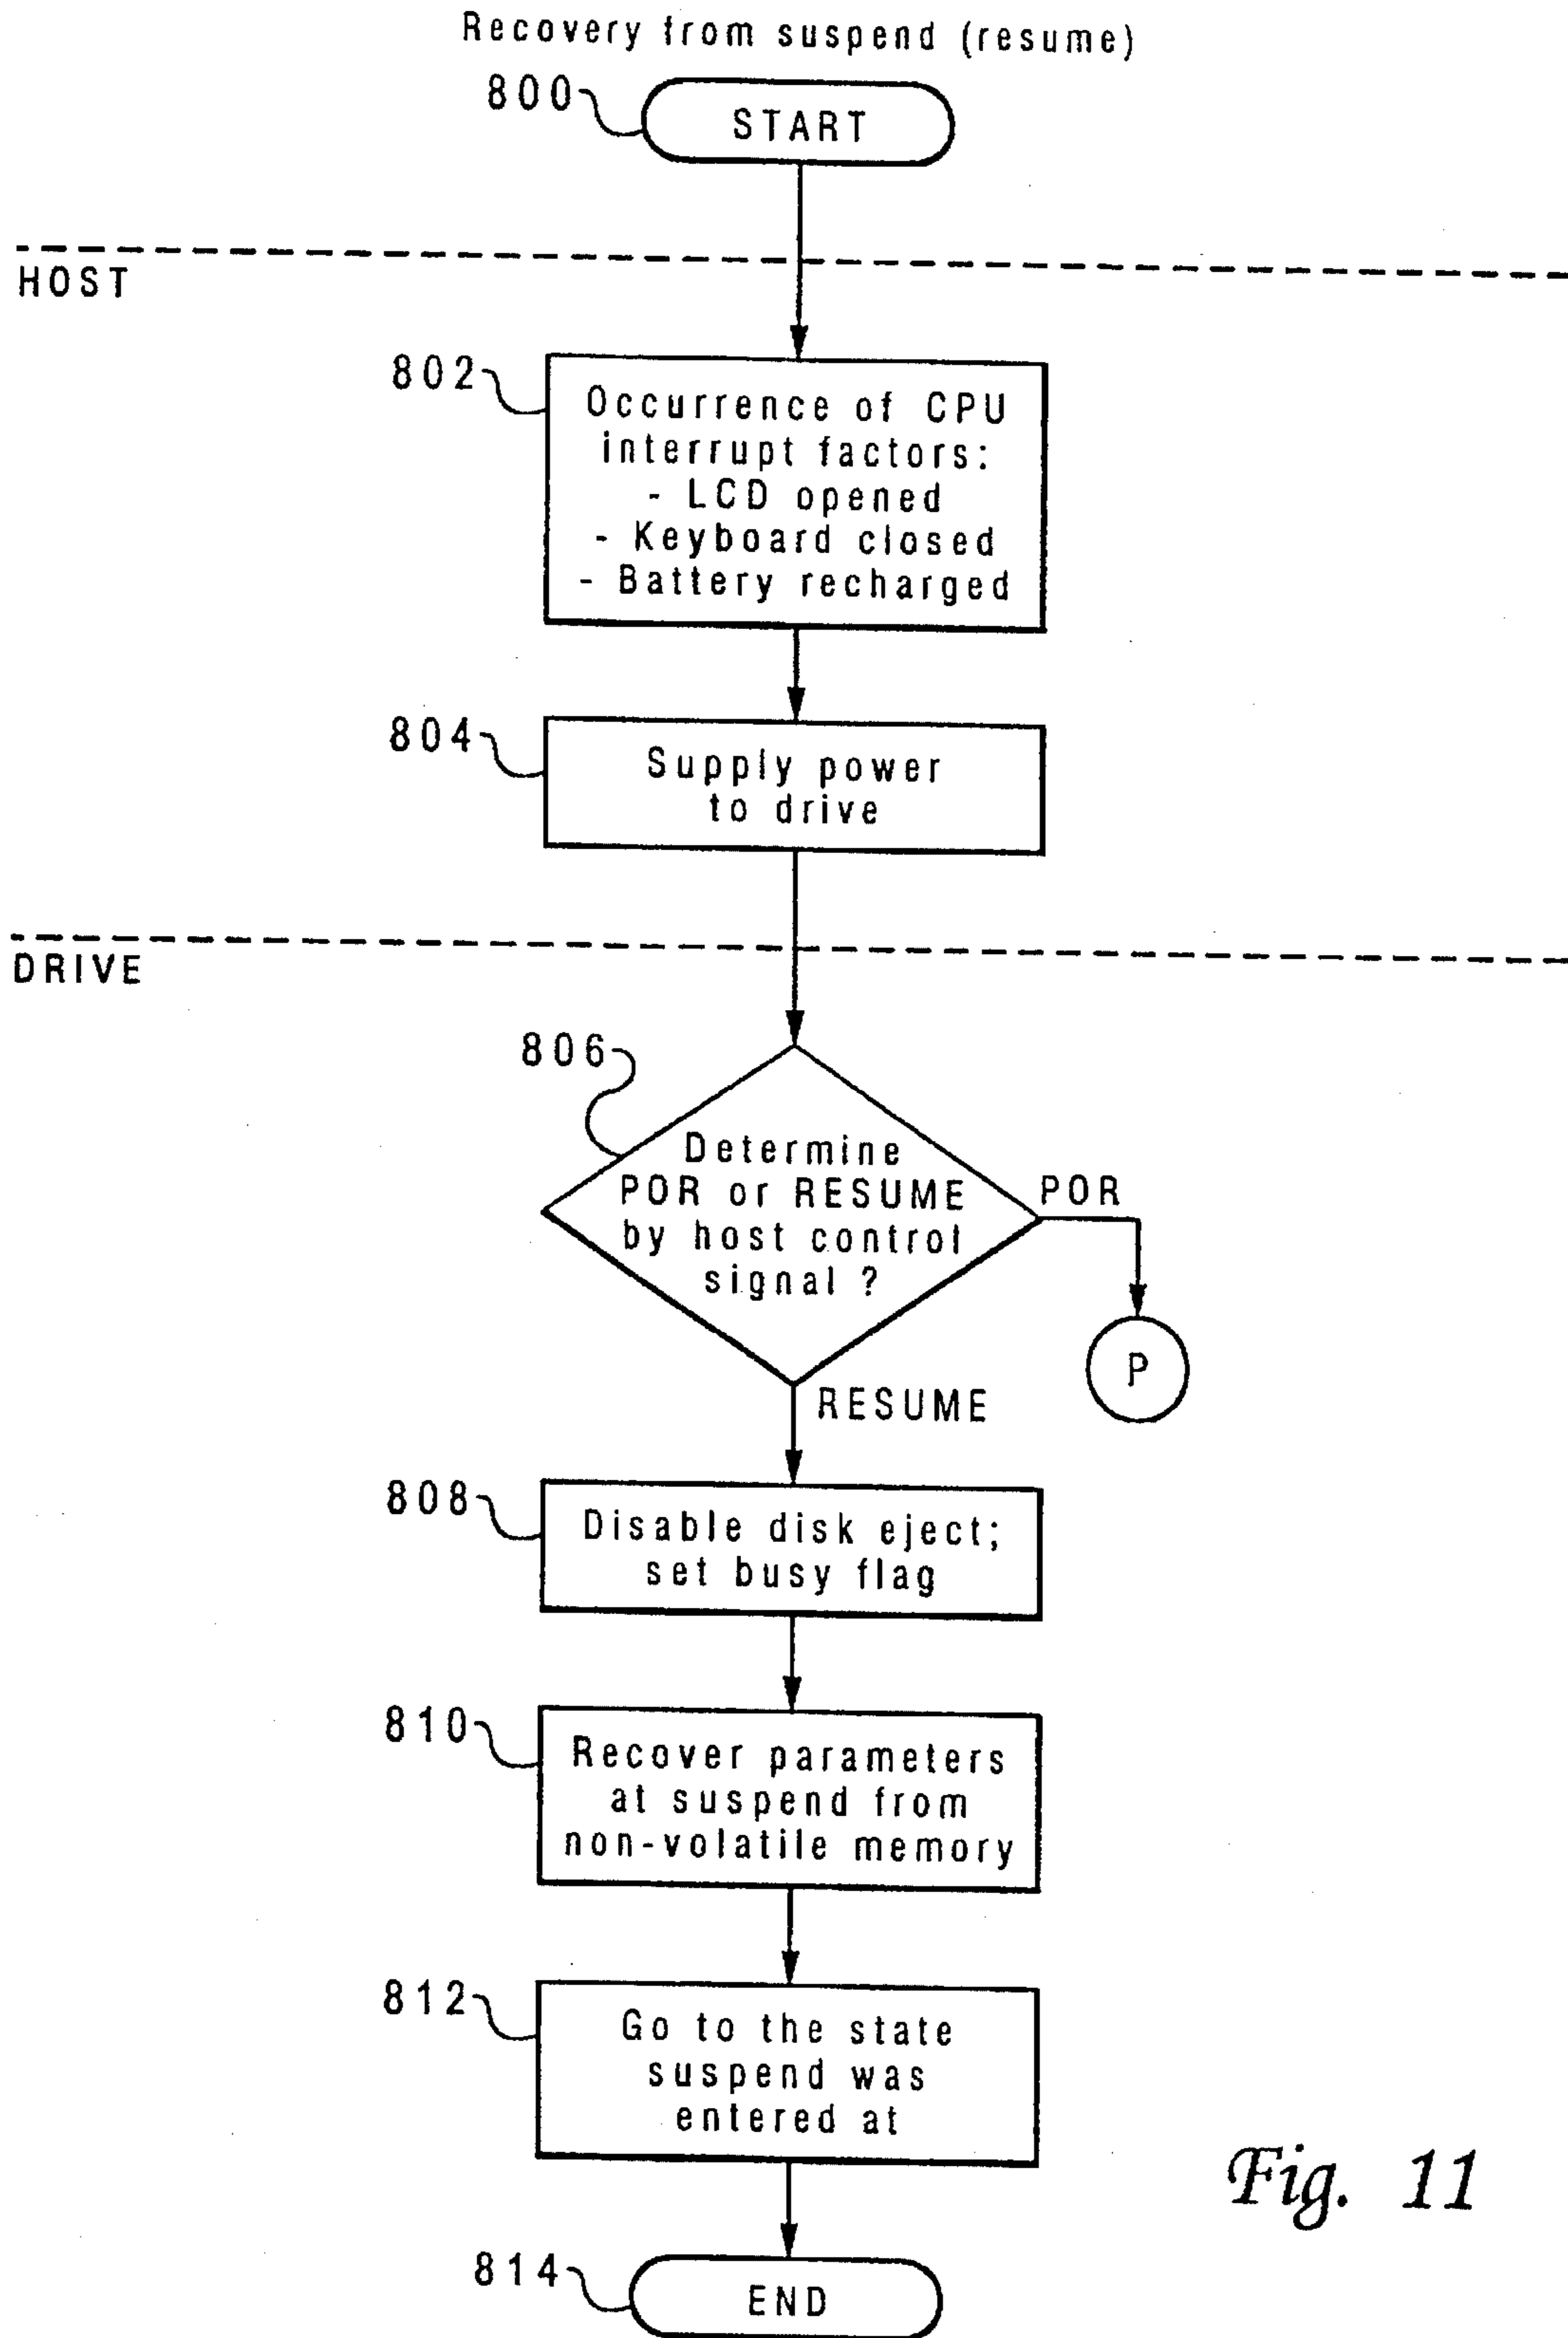 Recovery from suspend (resume)
800
START
HOST
802
Occurrence of CPU
interrupt factors:
- LCD opened
- Keyboard closed
- Battery recharged
804
Supply power
to drive
DRIVE
806
Determine
POR or RESUME
by host control
signal ?
POR
P
RESUME
808
Disable disk eject;
set busy flag
810
Recover parameters
at suspend from
non-volatile memory
812
Go to the state
suspend was
entered at
814
END
Fig. 11